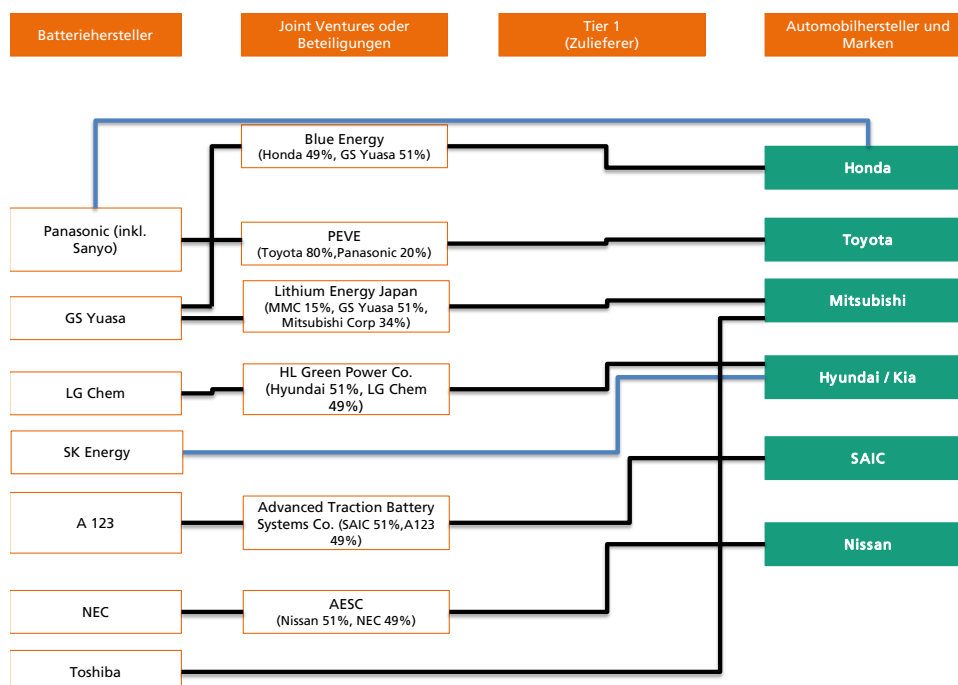 Batteriehersteller
Joint Ventures oder
Beteiligungen
Tier 1
(Zulieferer)
Automobilhersteller und
Marken
Blue Energy
(Honda 49%, GS Yuasa 51%)
Honda
Panasonic (inkl.
Sanyo)
PEVE
(Toyota 80%,Panasonic 20%)
Toyota
GS Yuasa
Lithium Energy Japan
(MMC 15%, GS Yuasa 51%,
Mitsubishi Corp 34%)
Mitsubishi
LG Chem
HL Green Power Co.
(Hyundai 51%, LG Chem
49%)
Hyundai / Kia
SK Energy
SAIC
A 123
Advanced Traction Battery
Systems Co. (SAIC 51%,A123
49%)
Nissan
NEC
AESC
(Nissan 51%, NEC 49%)
Toshiba